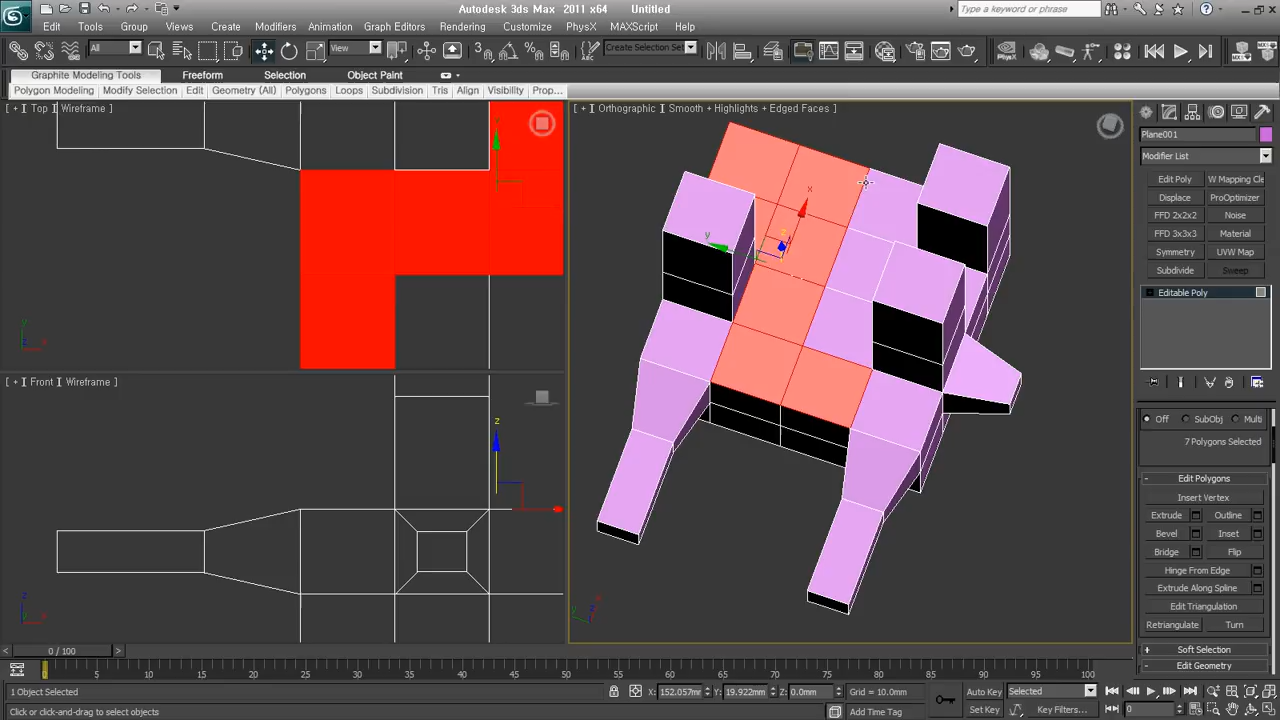 Autodesk 3ds Max 2011 x64 Untitled
Type a keyword or phrase
Edit Tools Group Views Create Modifiers Animation Graph Editors Rendering Customize PhysX MAXScript Help
All View Create Selection Set
Graphite Modeling Tools Freeform Selection Object Paint
Polygon Modeling Modify Selection Edit Geometry (All) Polygons Loops Subdivision Tris Align Visibility Prop...
[ + ] Top Wireframe ]
[ + ] Orthographic Smooth + Highlights + Edged Faces ]
Plane001
Modifier List
Edit Poly W Mapping Cle
Displace ProOptimizer
FFD 2x2x2 Noise
FFD 3x3x3 Material
Symmetry UVW Map
Subdivide Sweep
Editable Poly
[ + ] Front Wireframe ]
Off SubObj Multi
7 Polygons Selected
Edit Polygons
Insert Vertex
Extrude Outline
Bevel Inset
Bridge Flip
Hinge From Edge
Extrude Along Spline
Edit Triangulation
Retriangulate Turn
Soft Selection
Edit Geometry
x
y
z
0 / 100
0 5 10 15 20 25 30 35 40 45 50 55 60 65 70 75 80 85 90 95 100
1 Object Selected X: 152.057mm Y: 19.922mm Z: 0.0mm Grid = 10.0mm Auto Key Selected
Click or click-and-drag to select objects Add Time Tag Set Key Key Filters... 0